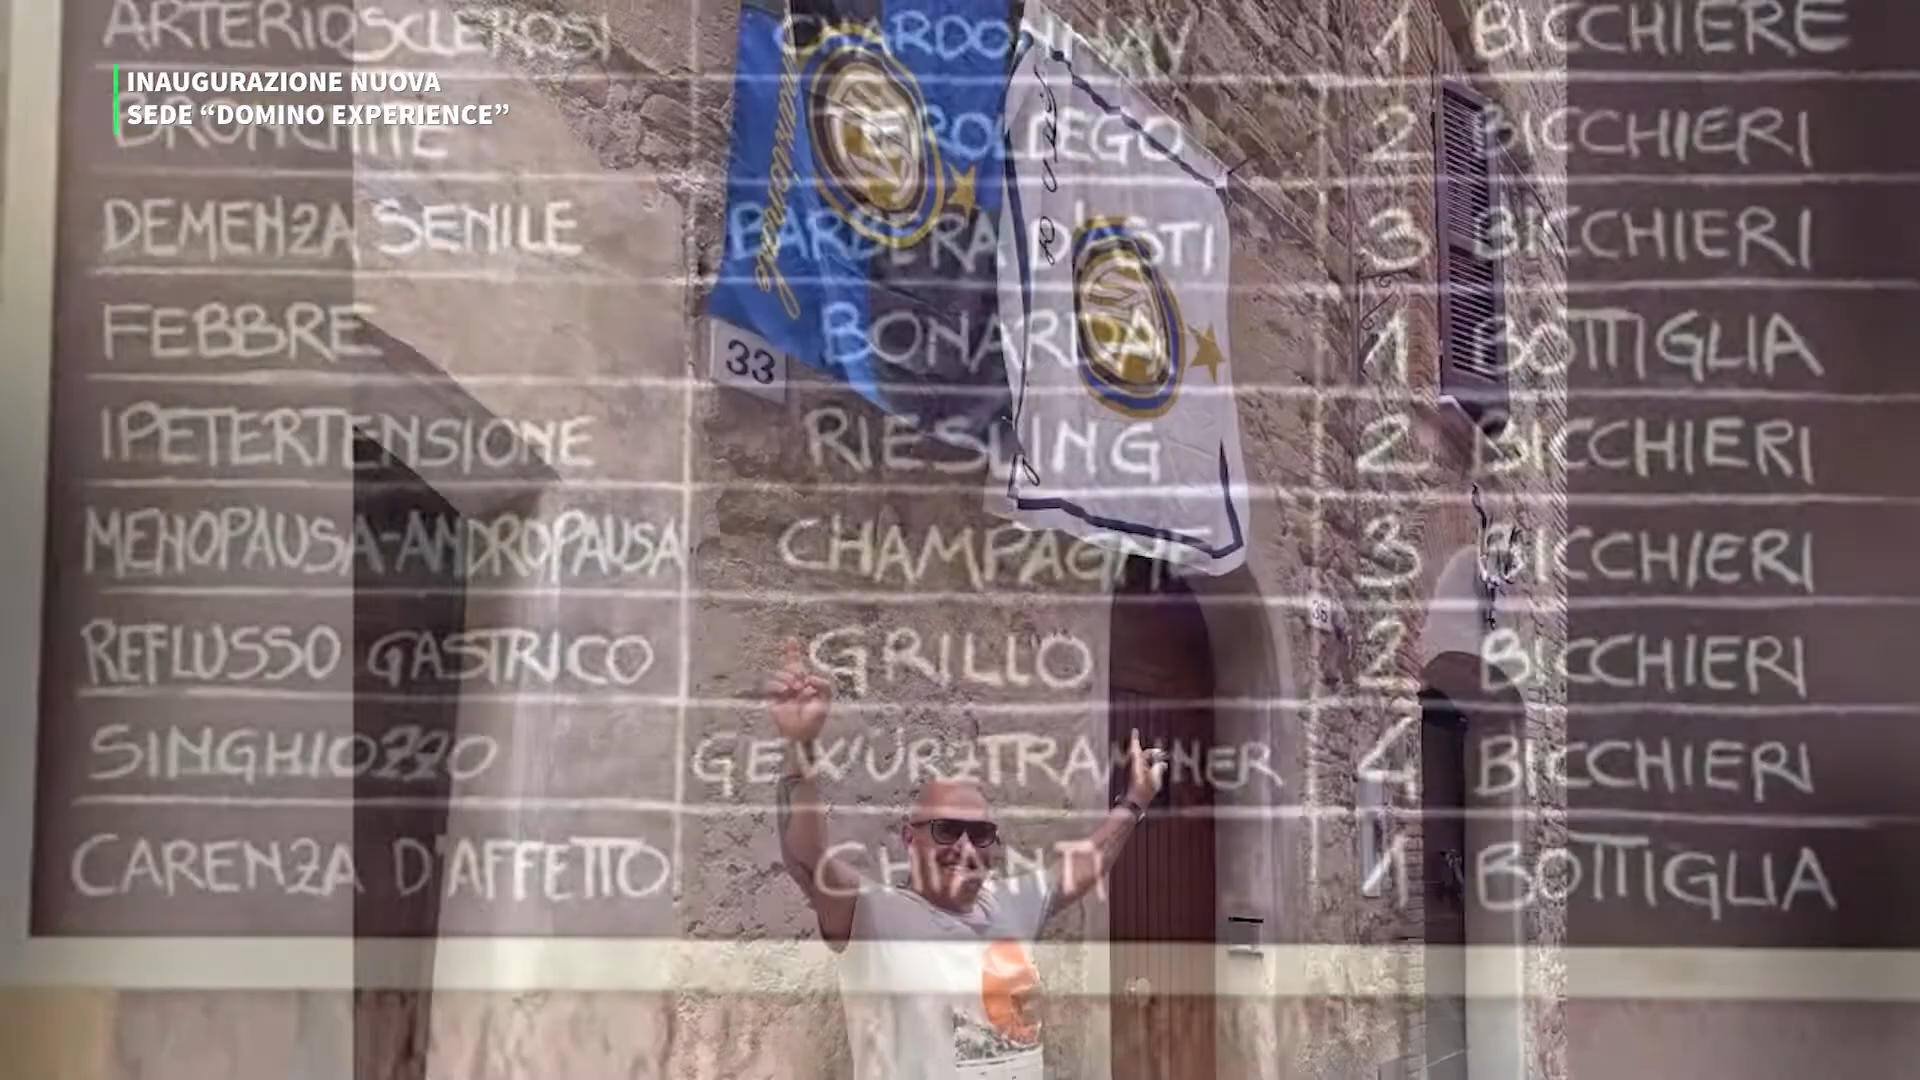 ARTERIOSCLEROSI CHARDONNAY 1 BICCHIERE
INAUGURAZIONE NUOVA
SEDE “DOMINO EXPERIENCE”
BRONCHITE 2 BICCHIERI
DEMENZA SENILE BARBERA D'ASTI 3 BICCHIERI
FEBBRE BONARDA 1 BOTTIGLIA
33
IPETERTENSIONE RIESLING 2 BICCHIERI
MENOPAUSA-ANDROPAUSA CHAMPAGNE 3 BICCHIERI
REFLUSSO GASTRICO GRILLO 2 BICCHIERI
SINGHIOZZO GEWURZTRAMINER 4 BICCHIERI
CARENZA D'AFFETTO CHIANTI 1 BOTTIGLIA